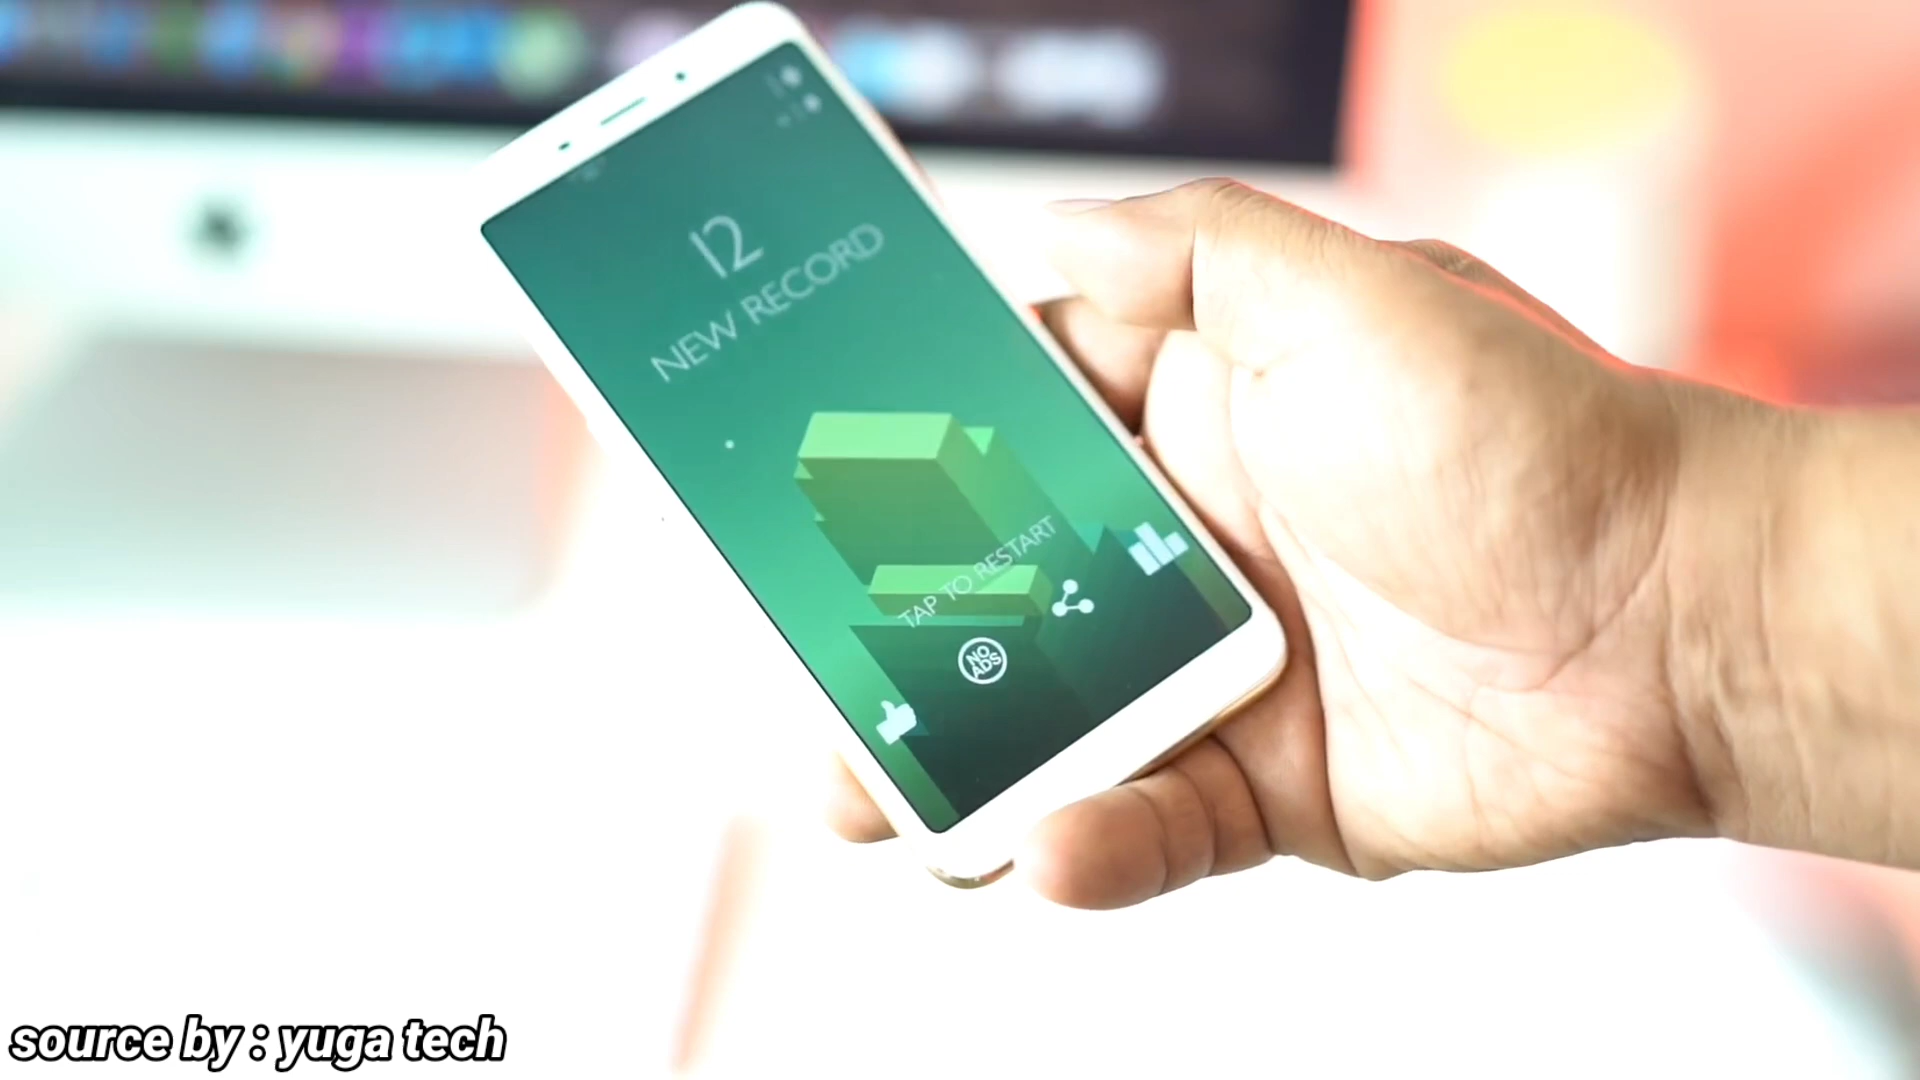 12
NEW RECORD
TAP TO RESTART
NO
ADS
source by : yuga tech